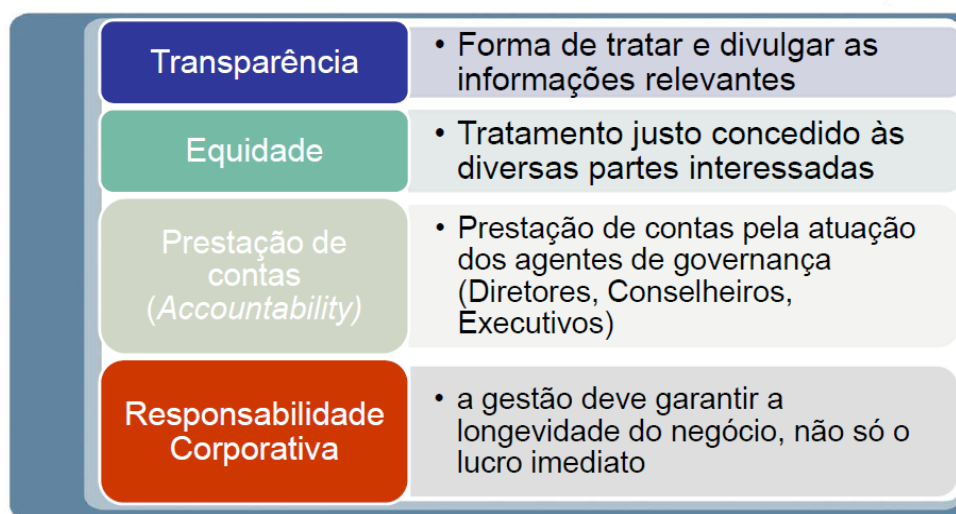 Transparência
• Forma de tratar e divulgar as
informações relevantes
Equidade
• Tratamento justo concedido às
diversas partes interessadas
Prestação de
contas
(Accountability)
• Prestação de contas pela atuação
dos agentes de governança
(Diretores, Conselheiros,
Executivos)
Responsabilidade
Corporativa
• a gestão deve garantir a
longevidade do negócio, não só o
lucro imediato